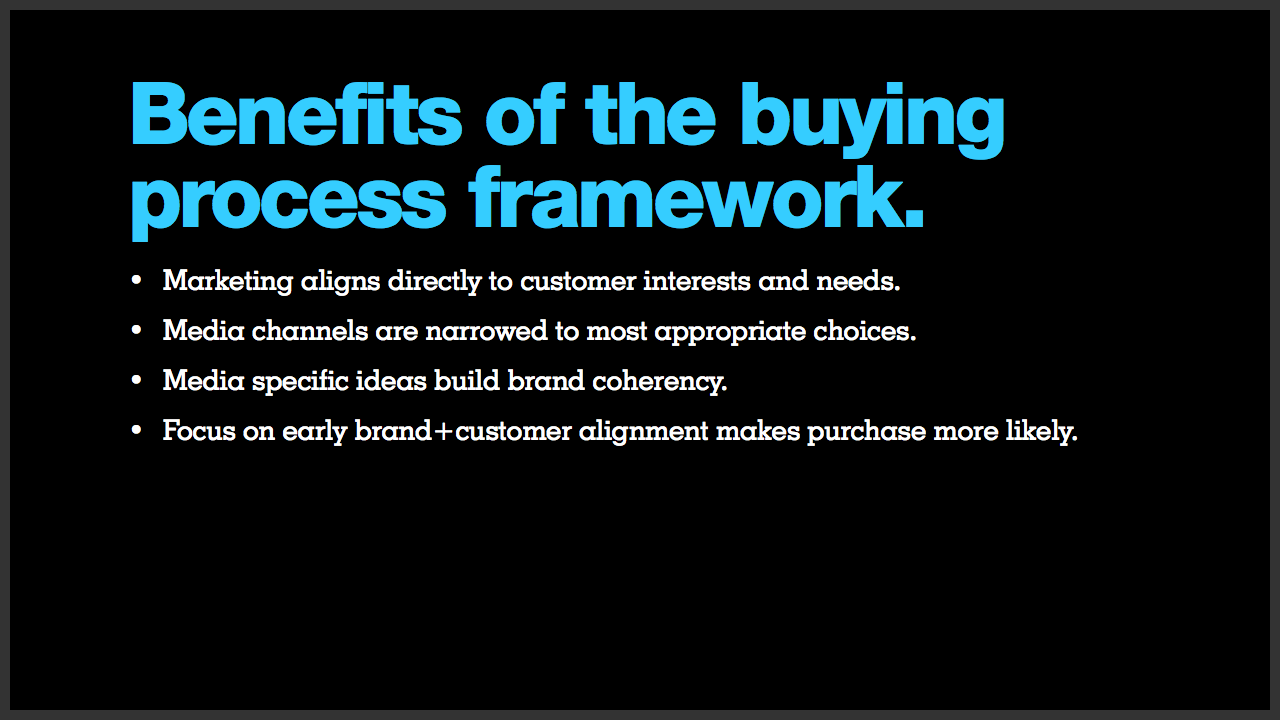 Benefits of the buying
process framework.
• Marketing aligns directly to customer interests and needs.
• Media channels are narrowed to most appropriate choices.
• Media specific ideas build brand coherency.
• Focus on early brand+customer alignment makes purchase more likely.